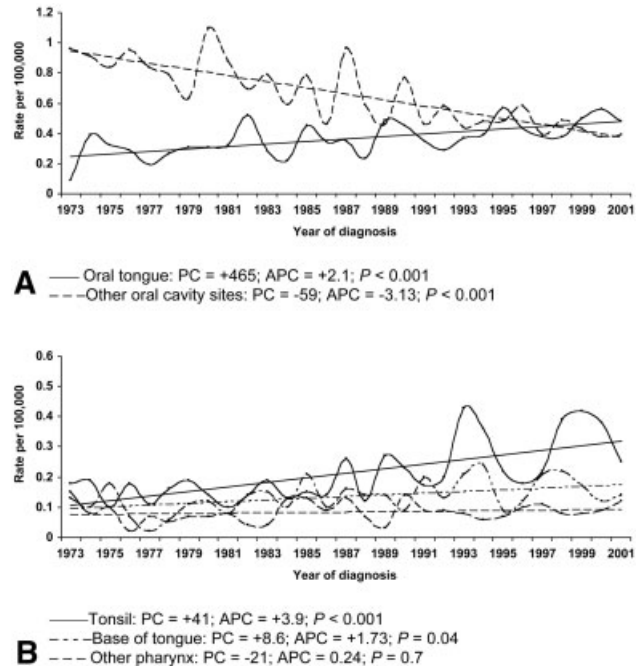 1.2
1
0.8
0.6
0.4
0.2
0
Rate per 100,000
1973 1975 1977 1979 1981 1983 1985 1987 1989 1991 1993 1995 1997 1999 2001
Year of diagnosis
A
Oral tongue: PC = +465; APC = +2.1; P < 0.001
Other oral cavity sites: PC = -59; APC = -3.13; P < 0.001
0.6
0.5
0.4
0.3
0.2
0.1
0
Rate per 100,000
1973 1975 1977 1979 1981 1983 1985 1987 1989 1991 1993 1995 1997 1999 2001
Year of diagnosis
B
Tonsil: PC = +41; APC = +3.9; P < 0.001
Base of tongue: PC = +8.6; APC = +1.73; P = 0.04
Other pharynx: PC = -21; APC = 0.24; P = 0.7